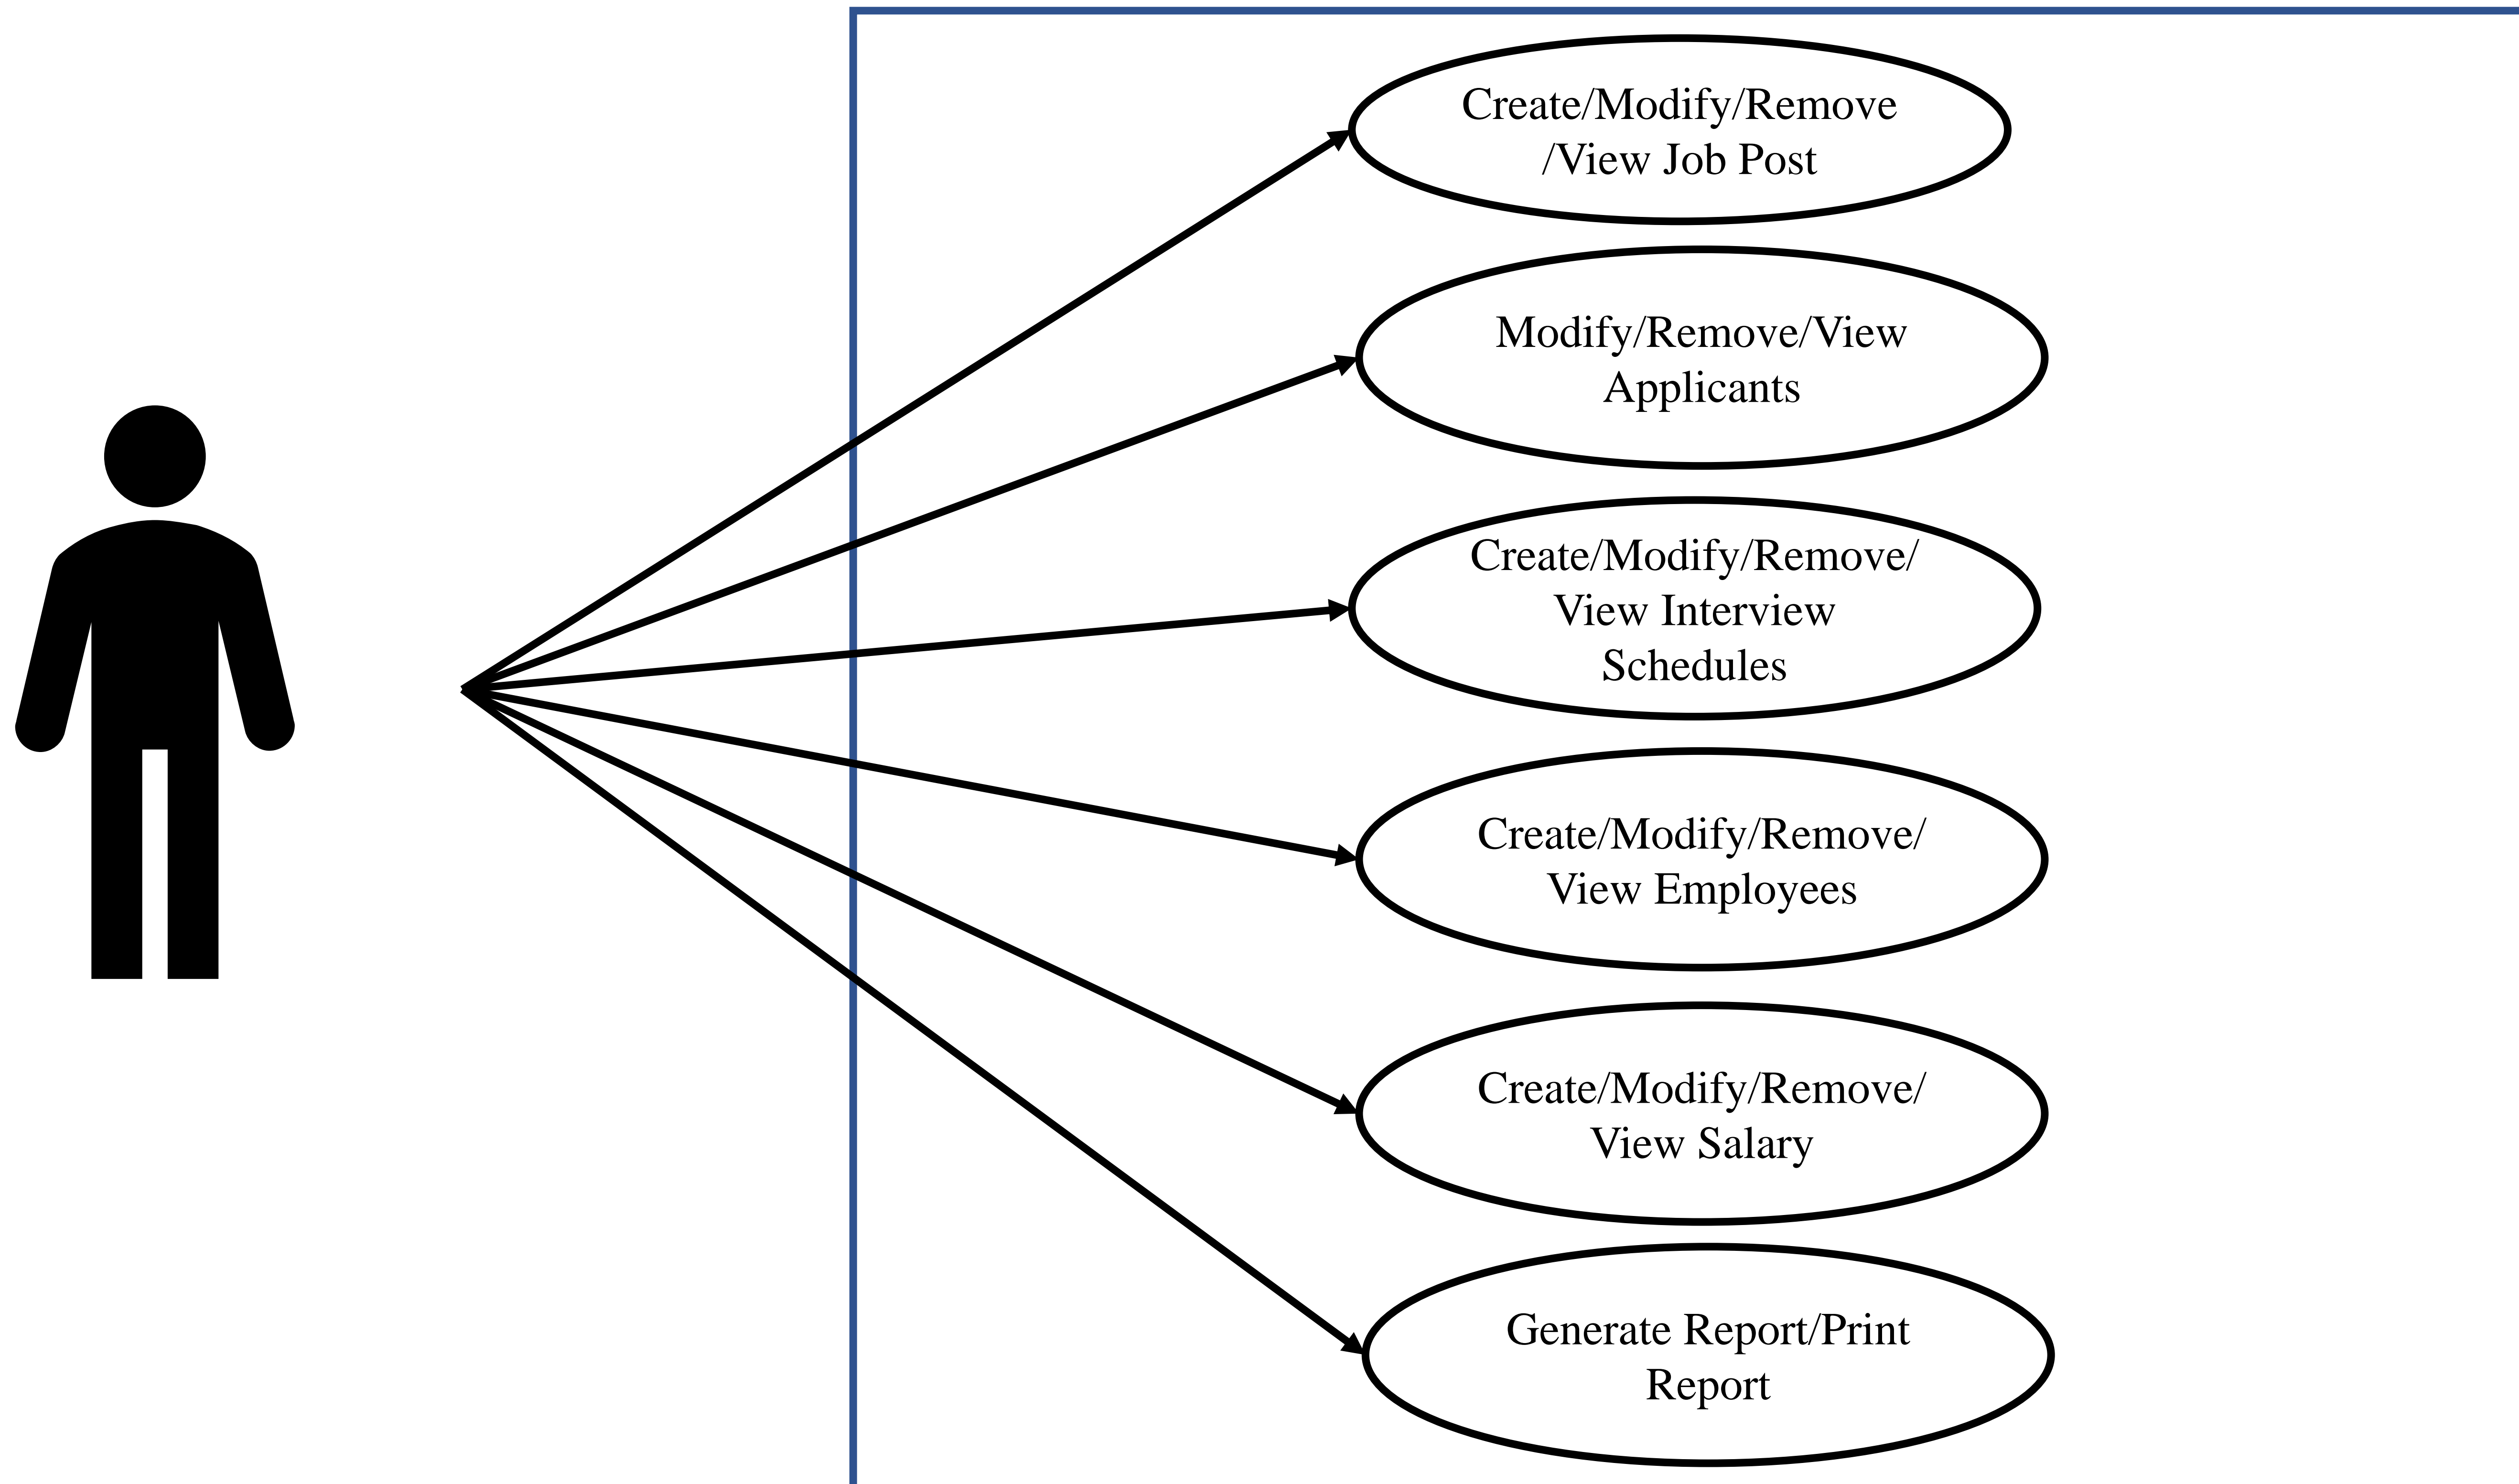 Create/Modify/Remove
/View Job Post
Modify/Remove/View
Applicants
Create/Modify/Remove/
View Interview
Schedules
Create/Modify/Remove/
View Employees
Create/Modify/Remove/
View Salary
Generate Report/Print
Report